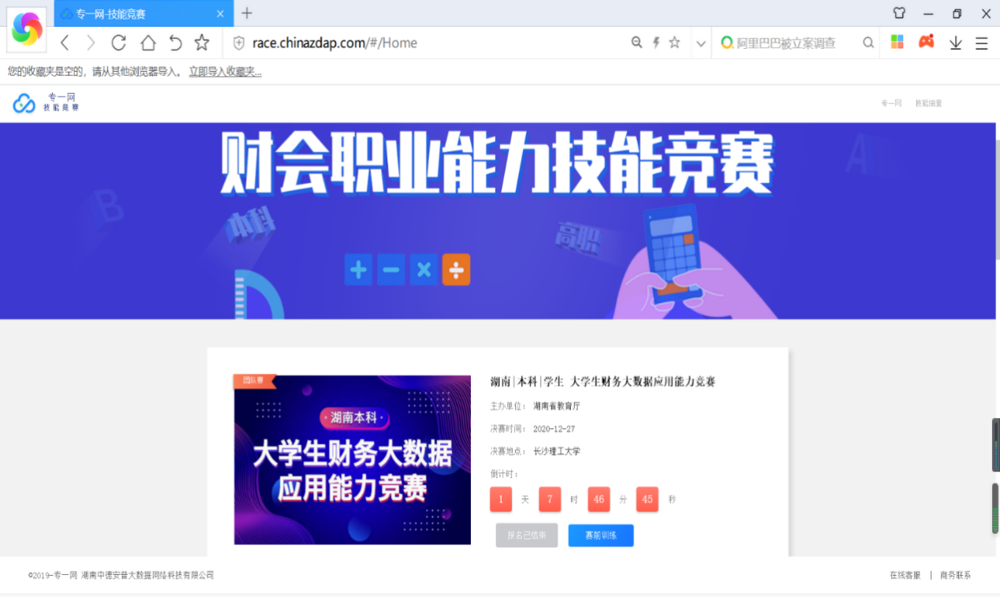 专一网-技能竞赛
race.chinazdap.com/#/Home
阿里巴巴被立案调查
您的收藏夹是空的，请从其他浏览器导入。 立即导入收藏夹...
专一网
技能竞赛
专一网 技能抽查
财会职业能力技能竞赛
A
B
本科
高职
团队赛
·湖南本科·
大学生财务大数据
应用能力竞赛
湖南|本科|学生 大学生财务大数据应用能力竞赛
主办单位： 湖南省教育厅
决赛时间： 2020-12-27
决赛地点： 长沙理工大学
倒计时：
1 天 7 时 46 分 45 秒
报名已结束 赛前训练
©2019-专一网 湖南中德安普大数据网络科技有限公司
在线客服 | 商务联系